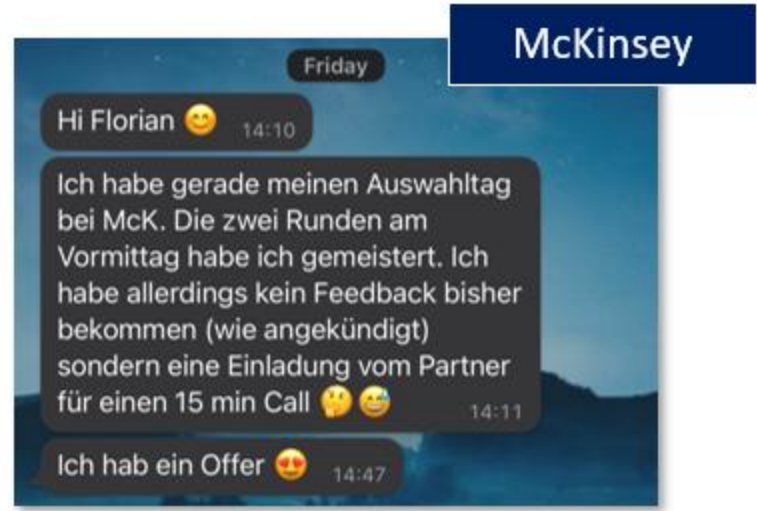 McKinsey
Friday
Hi Florian 😊 14:10
Ich habe gerade meinen Auswahltag
bei McK. Die zwei Runden am
Vormittag habe ich gemeistert. Ich
habe allerdings kein Feedback bisher
bekommen (wie angekündigt)
sondern eine Einladung vom Partner
für einen 15 min Call 🤔😅 14:11
Ich hab ein Offer 😍 14:47